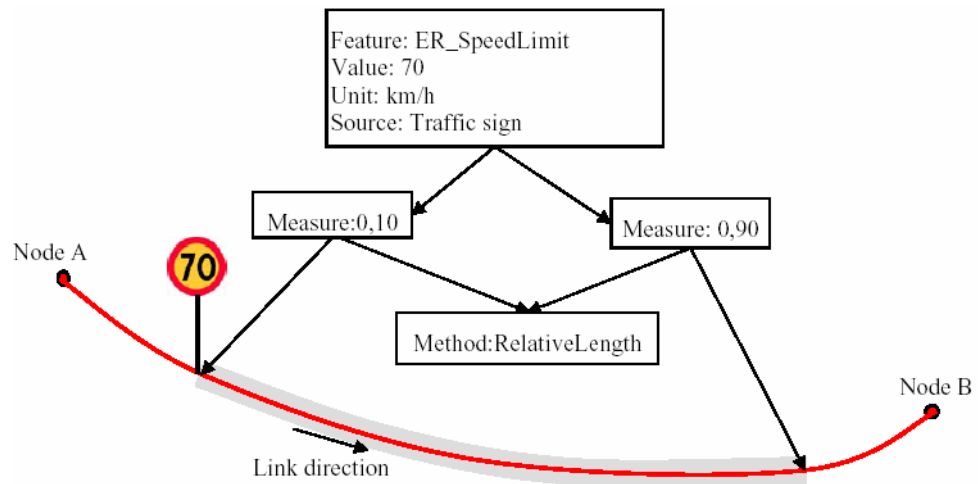 Feature: ER_SpeedLimit
Value: 70
Unit: km/h
Source: Traffic sign
Measure:0,10
Measure: 0,90
Node A
70
Method:RelativeLength
Node B
Link direction